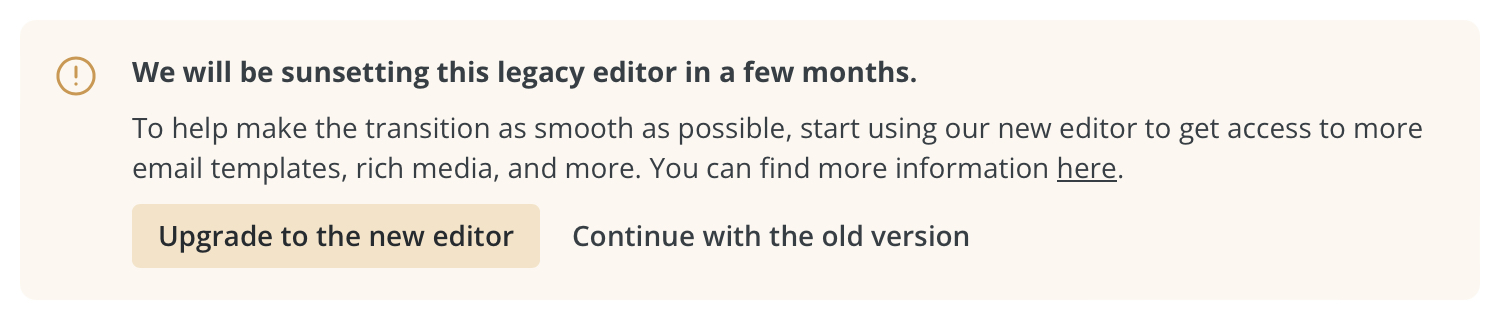 We will be sunsetting this legacy editor in a few months.
To help make the transition as smooth as possible, start using our new editor to get access to more
email templates, rich media, and more. You can find more information here.
Upgrade to the new editor
Continue with the old version